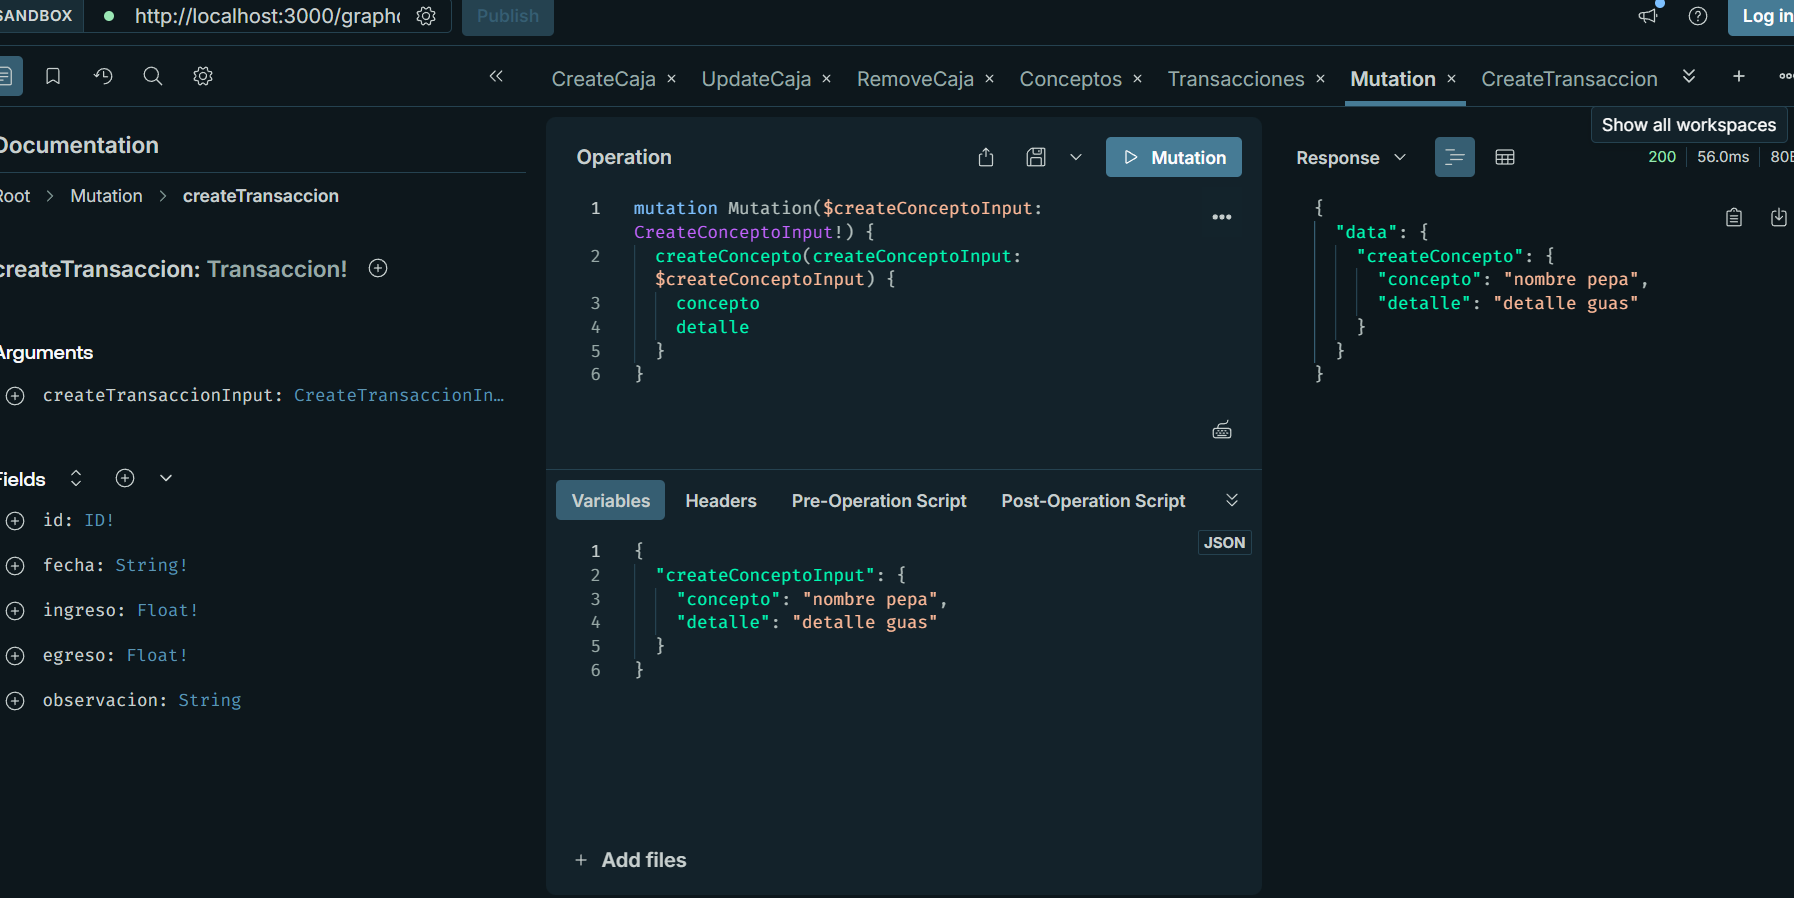 SANDBOX
http://localhost:3000/grapho
Publish
Log in
CreateCaja
UpdateCaja
RemoveCaja
Conceptos
Transacciones
Mutation
CreateTransaccion
Show all workspaces
Documentation
Root > Mutation > createTransaccion
createTransaccion: Transaccion!
Arguments
createTransaccionInput: CreateTransaccionIn…
Fields
id: ID!
fecha: String!
ingreso: Float!
egreso: Float!
observacion: String
Operation
Mutation
1 mutation Mutation($createConceptoInput:
CreateConceptoInput!) {
2 createConcepto(createConceptoInput:
$createConceptoInput) {
3 concepto
4 detalle
5 }
6 }
Variables
Headers
Pre-Operation Script
Post-Operation Script
JSON
1 {
2 "createConceptoInput": {
3 "concepto": "nombre pepa",
4 "detalle": "detalle guas"
5 }
6 }
+ Add files
Response
200
56.0ms
80B
{
"data": {
"createConcepto": {
"concepto": "nombre pepa",
"detalle": "detalle guas"
}
}
}